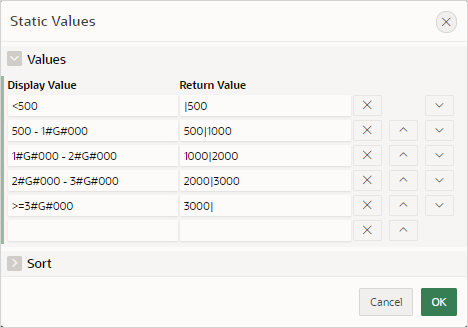 Static Values
Values
Display Value Return Value
<500 |500
500 - 1#G#000 500|1000
1#G#000 - 2#G#000 1000|2000
2#G#000 - 3#G#000 2000|3000
>=3#G#000 3000|
Sort
Cancel OK